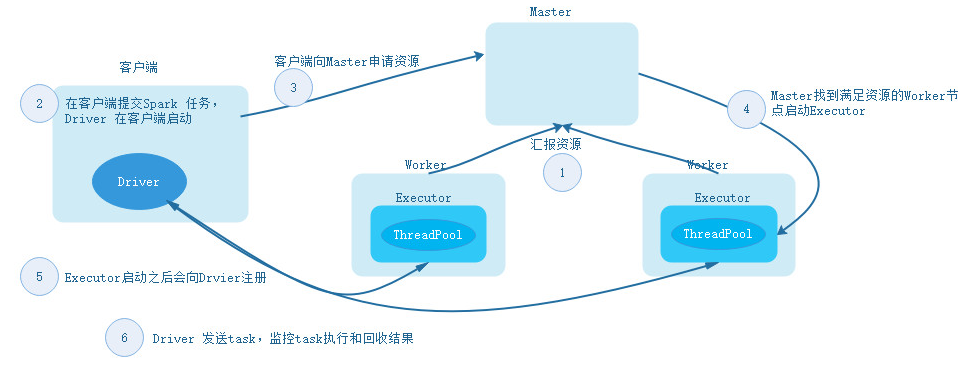 Master
客户端
客户端向Master申请资源
3
2
在客户端提交Spark 任务，
Driver 在客户端启动
4
Master找到满足资源的Worker节
点启动Executor
汇报资源
1
Worker
Worker
Driver
Executor
Executor
ThreadPool
ThreadPool
5
Executor启动之后会向Drvier注册
6
Driver 发送task，监控task执行和回收结果